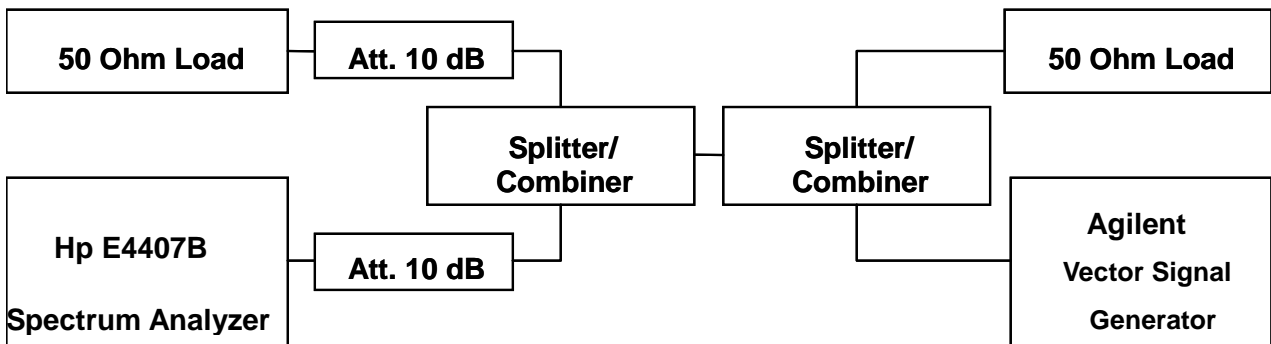 50 Ohm Load
Att. 10 dB
50 Ohm Load
Splitter/
Combiner
Splitter/
Combiner
Hp E4407B
Spectrum Analyzer
Att. 10 dB
Agilent
Vector Signal
Generator